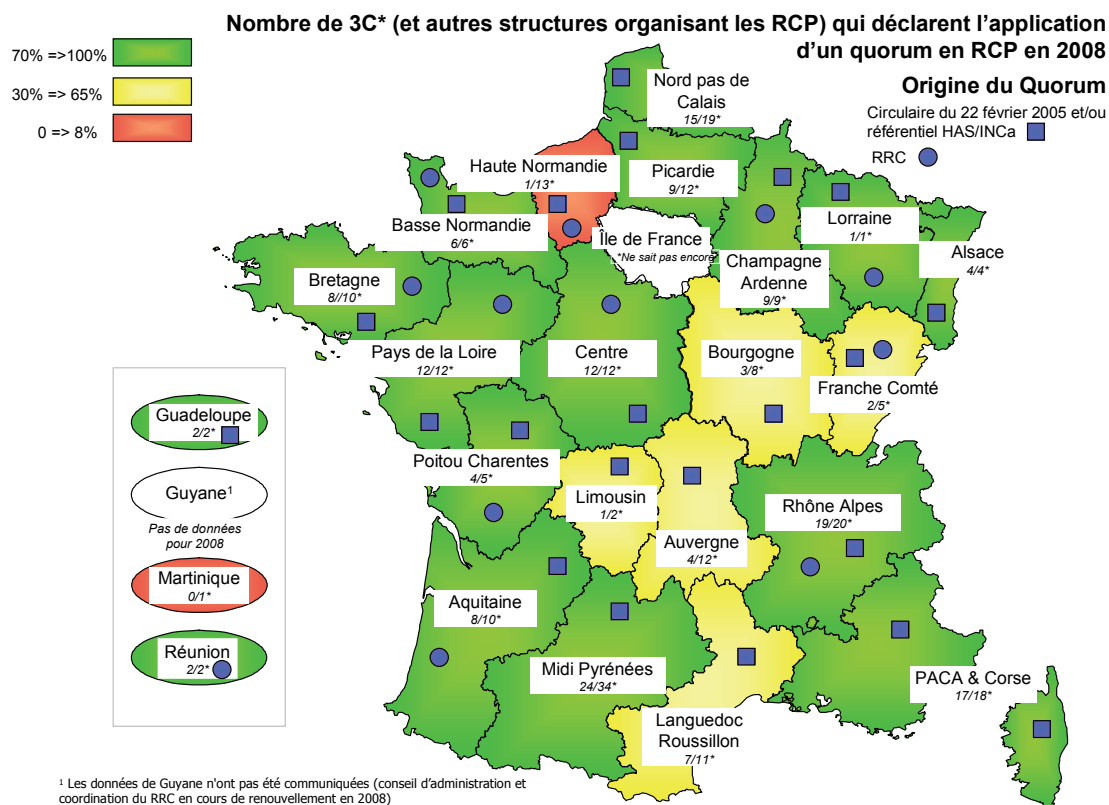 Nombre de 3C* (et autres structures organisant les RCP) qui déclarent l’application
d’un quorum en RCP en 2008
70% =>100%
30% => 65%
0 => 8%
Origine du Quorum
Circulaire du 22 février 2005 et/ou
référentiel HAS/INCa
RRC
Nord pas de
Calais
15/19*
Haute Normandie
1/13*
Picardie
9/12*
Basse Normandie
6/6*
Île de France
*Ne sait pas encore
Lorraine
1/1*
Alsace
4/4*
Champagne
Ardenne
9/9*
Bretagne
8//10*
Pays de la Loire
12/12*
Centre
12/12*
Bourgogne
3/8*
Franche Comté
2/5*
Guadeloupe
2/2*
Guyane¹
Pas de données
pour 2008
Martinique
0/1*
Réunion
2/2*
Poitou Charentes
4/5*
Limousin
1/2*
Auvergne
4/12*
Rhône Alpes
19/20*
Aquitaine
8/10*
Midi Pyrénées
24/34*
Languedoc
Roussillon
7/11*
PACA & Corse
17/18*
¹ Les données de Guyane n'ont pas été communiquées (conseil d’administration et
coordination du RRC en cours de renouvellement en 2008)